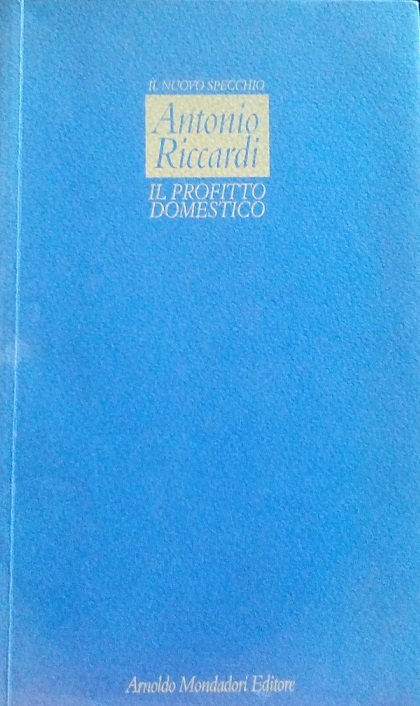 IL NUOVO SPECCHIO
Antonio
Riccardi
IL PROFITTO
DOMESTICO
Arnoldo Mondadori Editore